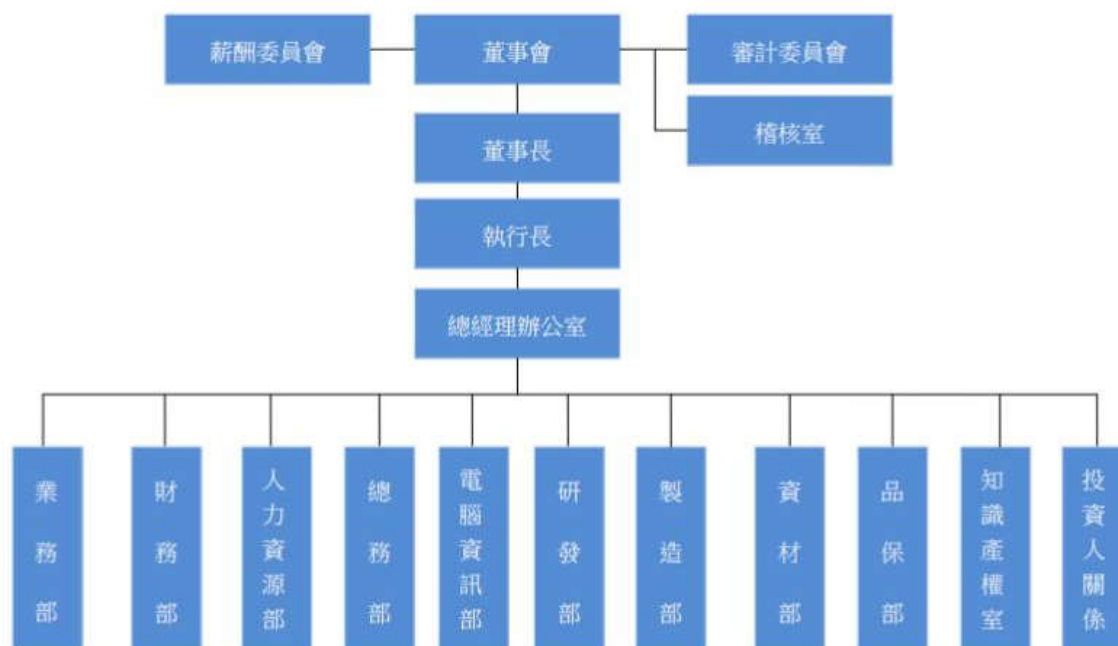 薪酬委員會
董事會
審計委員會
稽核室
董事長
執行長
總經理辦公室
業務部
財務部
人力資源部
總務部
電腦資訊部
研發部
製造部
資材部
品保部
知識產權室
投資人關係